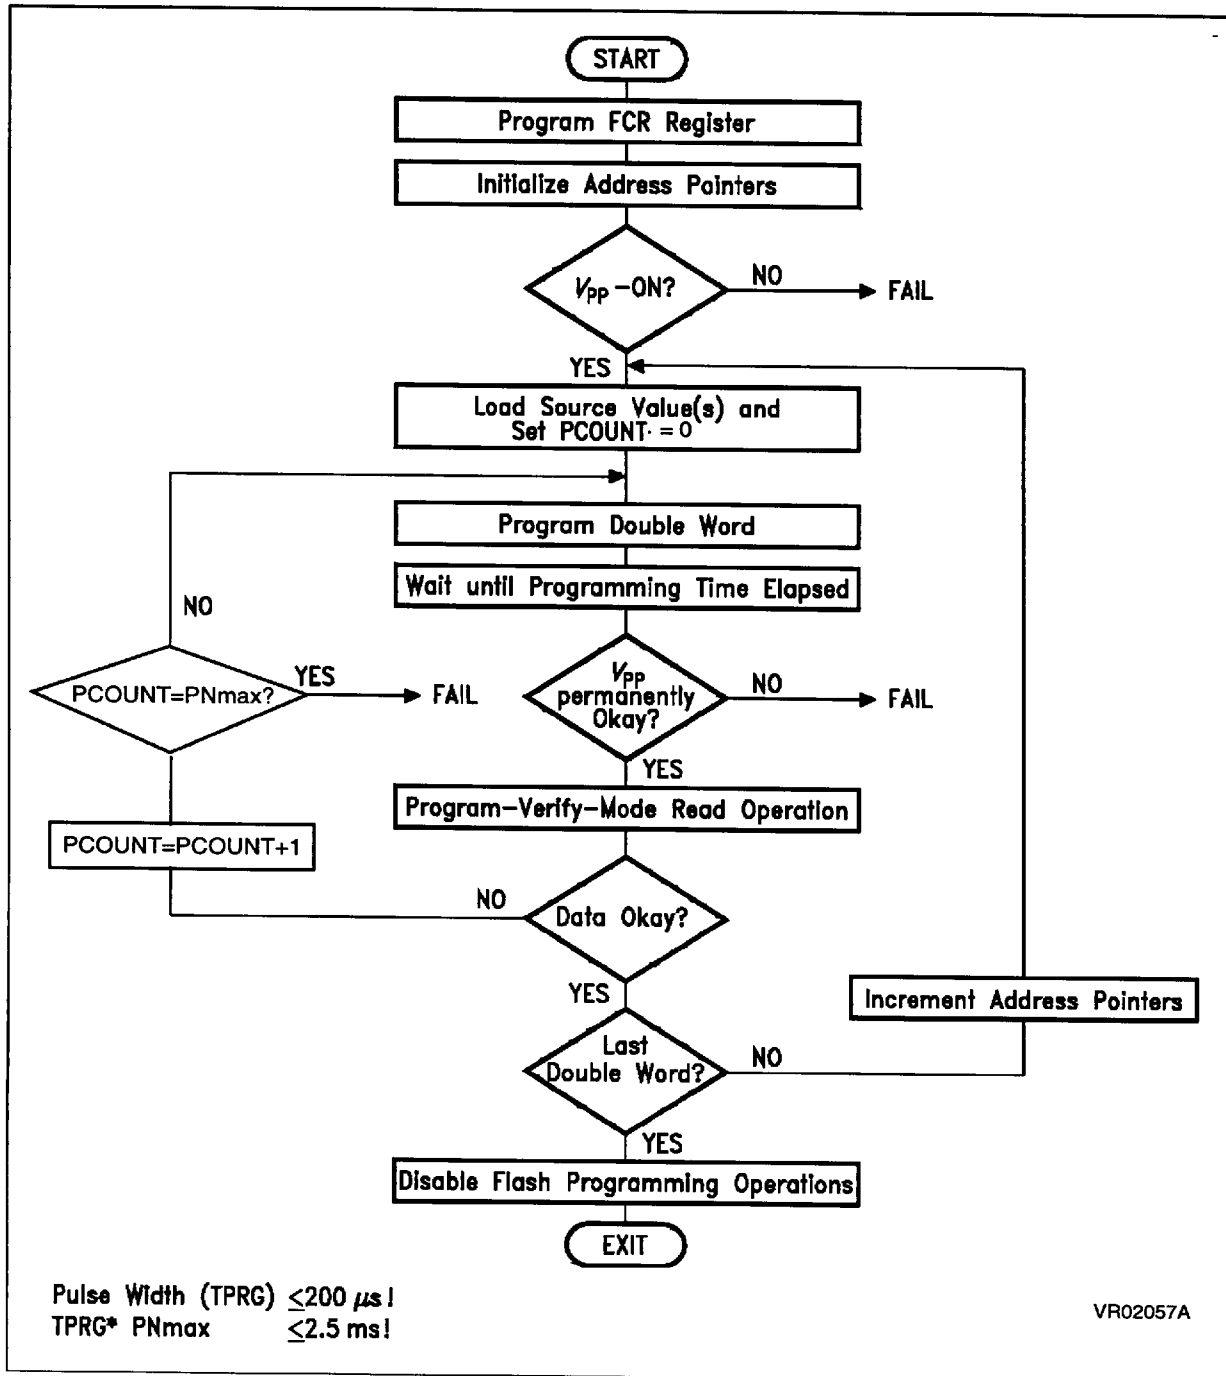 START
Program FCR Register
Initialize Address Pointers
VPP-ON?
NO
FAIL
YES
Load Source Value(s) and
Set PCOUNT = 0
Program Double Word
Wait until Programming Time Elapsed
NO
PCOUNT=PNmax?
YES
FAIL
VPP
permanently
Okay?
NO
FAIL
YES
Program-Verify-Mode Read Operation
PCOUNT=PCOUNT+1
NO
Data Okay?
YES
Increment Address Pointers
Last
Double Word?
NO
YES
Disable Flash Programming Operations
EXIT
Pulse Width (TPRG) ≤200 µs!
TPRG* PNmax ≤2.5 ms!
VR02057A